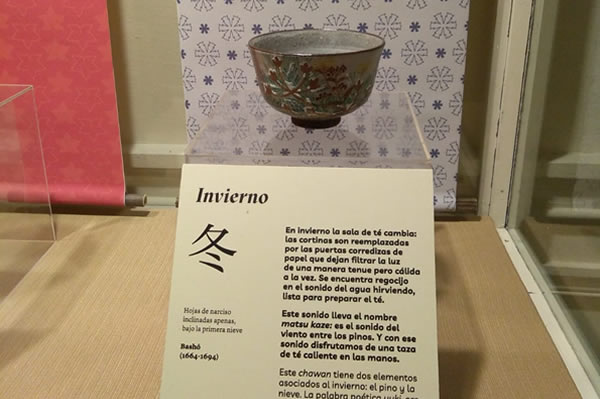 Invierno
冬
Hojas de narciso
inclinadas apenas,
bajo la primera nieve
Bashō
(1664-1694)
En invierno la sala de té cambia:
las cortinas son reemplazadas
por las puertas corredizas de
papel que dejan filtrar la luz
de una manera tenue pero cálida
a la vez. Se encuentra regocijo
en el sonido del agua hirviendo,
lista para preparar el té.
Este sonido lleva el nombre
matsu kaze: es el sonido del
viento entre los pinos. Y con ese
sonido disfrutamos de una taza
de té caliente en las manos.
Este chawan tiene dos elementos
asociados al invierno: el pino y la
nieve. La palabra poética yuki,